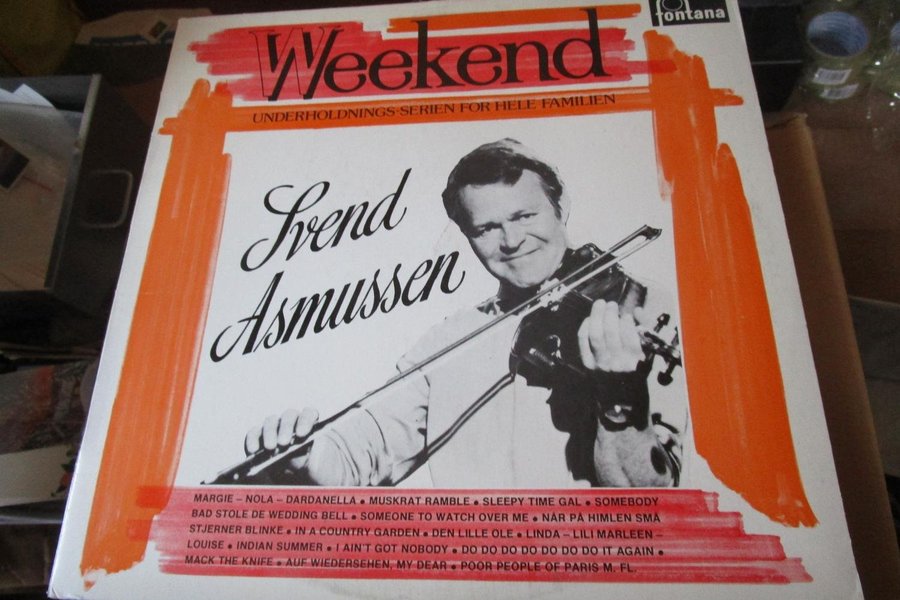 fontana
Weekend
UNDERHOLDNINGS-SERIEN FOR HELE FAMILIEN
Svend
Asmussen
MARGIE – NOLA – DARDANELLA • MUSKRAT RAMBLE • SLEEPY TIME GAL • SOMEBODY
BAD STOLE DE WEDDING BELL • SOMEONE TO WATCH OVER ME • NÅR PÅ HIMLEN SMÅ
STJERNER BLINKE • IN A COUNTRY GARDEN • DEN LILLE OLE • LINDA – LILI MARLEEN –
LOUISE • INDIAN SUMMER • I AIN'T GOT NOBODY • DO DO DO DO DO DO DO IT AGAIN •
MACK THE KNIFE • AUF WIEDERSEHEN, MY DEAR • POOR PEOPLE OF PARIS M. FL.